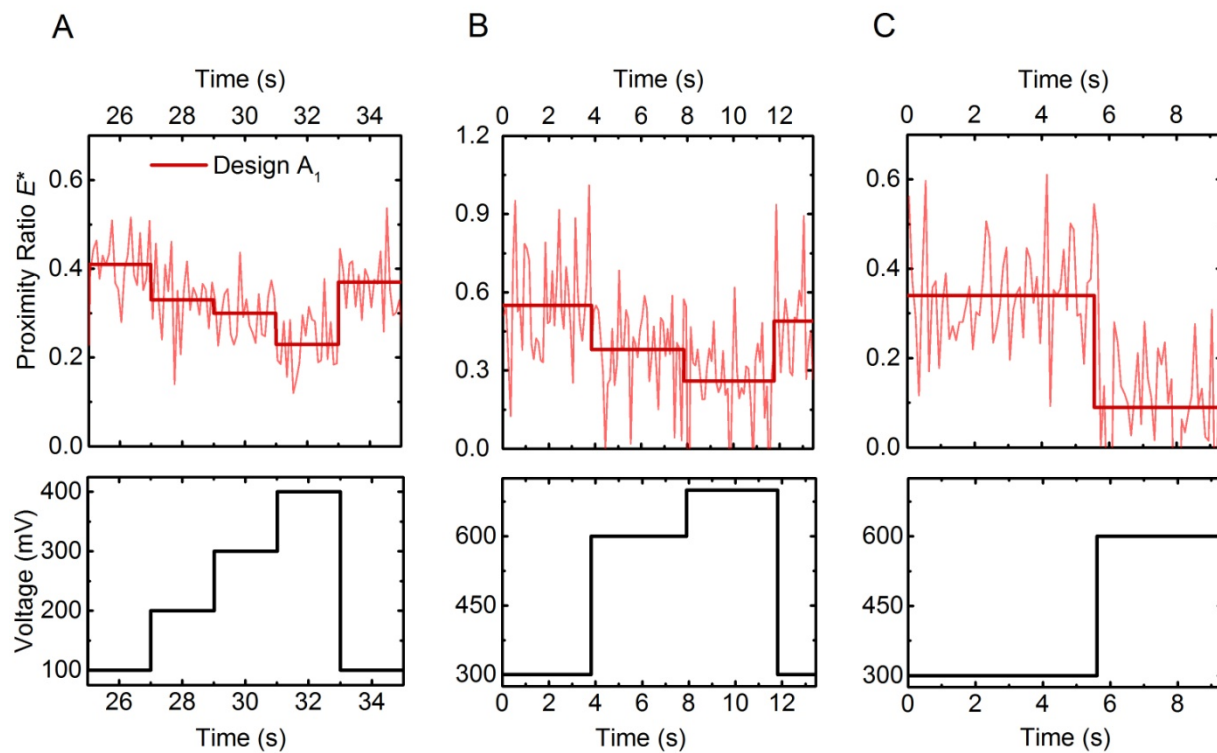 A
B
C
Time (s)
Time (s)
Time (s)
26 28 30 32 34
0 2 4 6 8 10 12
0 2 4 6 8
Proximity Ratio E*
0.6
0.4
0.2
0.0
Design A1
1.2
0.9
0.6
0.3
0.0
0.6
0.4
0.2
0.0
Voltage (mV)
400
300
200
100
600
450
300
600
450
300
26 28 30 32 34
0 2 4 6 8 10 12
0 2 4 6 8
Time (s)
Time (s)
Time (s)